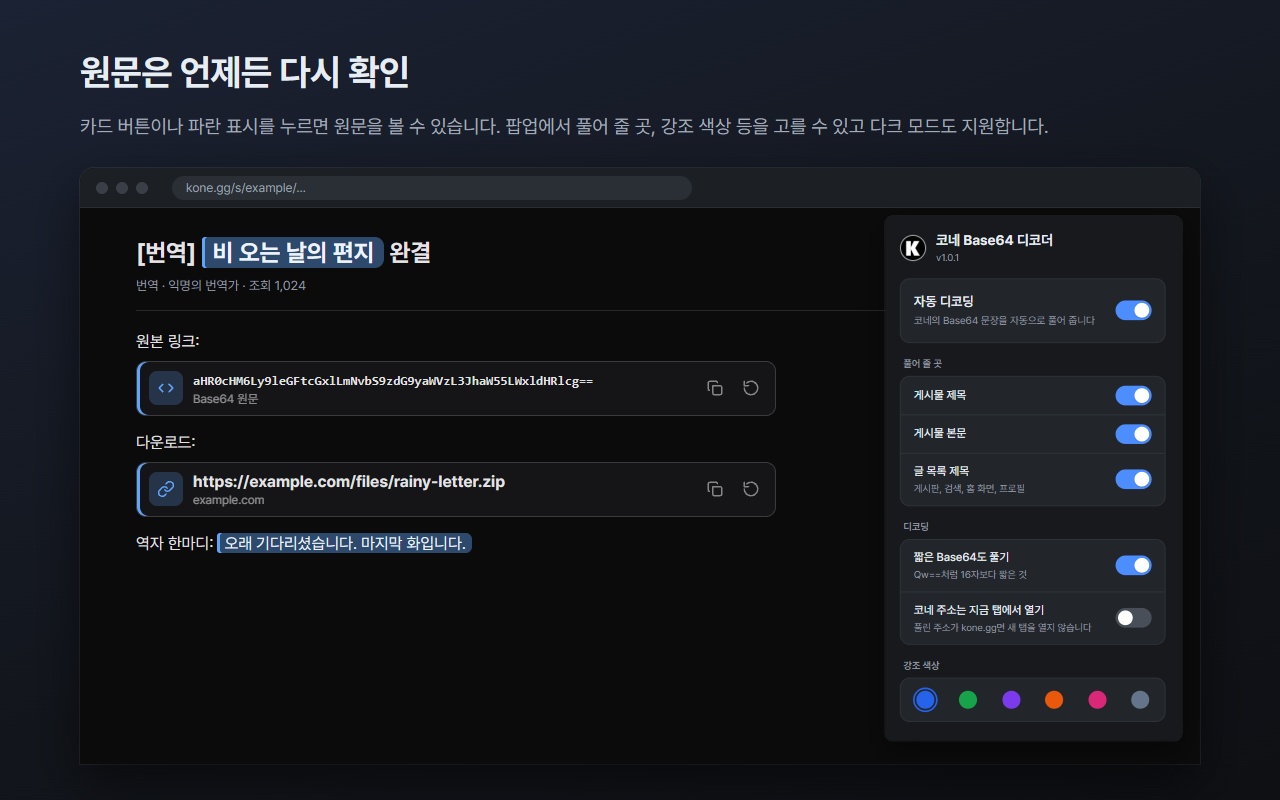 원문은 언제든 다시 확인
카드 버튼이나 파란 표시를 누르면 원문을 볼 수 있습니다. 팝업에서 풀어 줄 곳, 강조 색상 등을 고를 수 있고 다크 모드도 지원합니다.
kone.gg/s/example/...
[번역] 비 오는 날의 편지 완결
번역 · 익명의 번역가 · 조회 1,024
원본 링크:
aHR0cHM6Ly9leGFtcGxlLmNvbS9zdG9yaWVzL3JhaW55LWxldHRlcg==
Base64 원문
다운로드:
https://example.com/files/rainy-letter.zip
example.com
역자 한마디: 오래 기다리셨습니다. 마지막 화입니다.
K
코네 Base64 디코더
v1.0.1
자동 디코딩
코네의 Base64 문장을 자동으로 풀어 줍니다
풀어 줄 곳
게시물 제목
게시물 본문
글 목록 제목
게시판, 검색, 홈 화면, 프로필
디코딩
짧은 Base64도 풀기
Qw==처럼 16자보다 짧은 것
코네 주소는 지금 탭에서 열기
풀린 주소가 kone.gg면 새 탭을 열지 않습니다
강조 색상